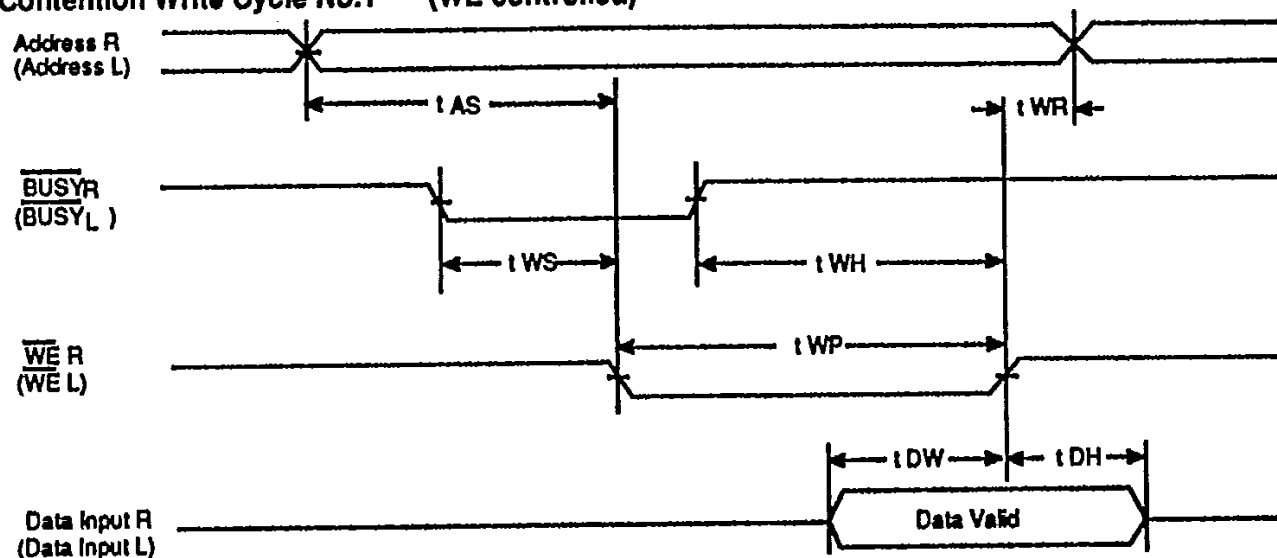 Contention Write Cycle No.1 (WE controlled)
Address R
(Address L)
t AS
t WR
BUSYR
(BUSYL )
t WS
t WH
WE R
(WE L)
t WP
t DW
t DH
Data Input R
(Data Input L)
Data Valid